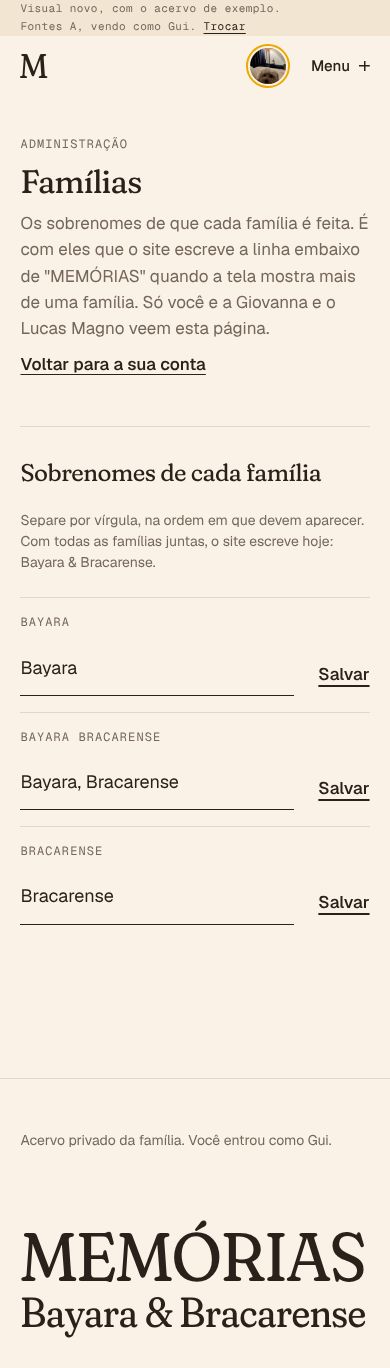 Visual novo, com o acervo de exemplo.
Fontes A, vendo como Gui. Trocar
M
Menu +
ADMINISTRAÇÃO
Famílias
Os sobrenomes de que cada família é feita. É
com eles que o site escreve a linha embaixo
de "MEMÓRIAS" quando a tela mostra mais
de uma família. Só você e a Giovanna e o
Lucas Magno veem esta página.
Voltar para a sua conta
Sobrenomes de cada família
Separe por vírgula, na ordem em que devem aparecer.
Com todas as famílias juntas, o site escreve hoje:
Bayara & Bracarense.
BAYARA
Bayara
Salvar
BAYARA BRACARENSE
Bayara, Bracarense
Salvar
BRACARENSE
Bracarense
Salvar
Acervo privado da família. Você entrou como Gui.
MEMÓRIAS
Bayara & Bracarense